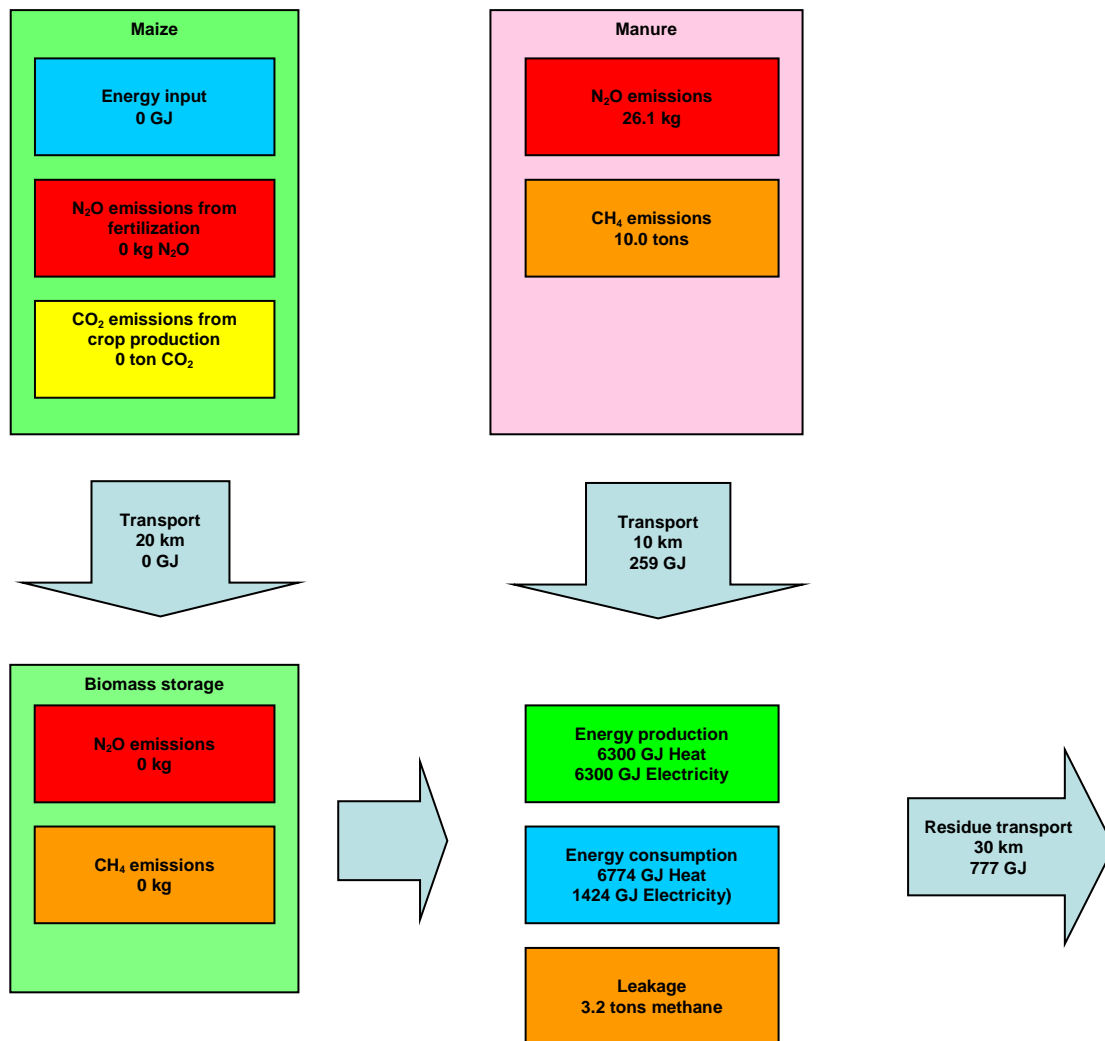 Maize
Energy input
0 GJ
N₂O emissions from
fertilization
0 kg N₂O
CO₂ emissions from
crop production
0 ton CO₂
Manure
N₂O emissions
26.1 kg
CH₄ emissions
10.0 tons
Transport
20 km
0 GJ
Transport
10 km
259 GJ
Biomass storage
N₂O emissions
0 kg
CH₄ emissions
0 kg
Energy production
6300 GJ Heat
6300 GJ Electricity
Energy consumption
6774 GJ Heat
1424 GJ Electricity)
Leakage
3.2 tons methane
Residue transport
30 km
777 GJ